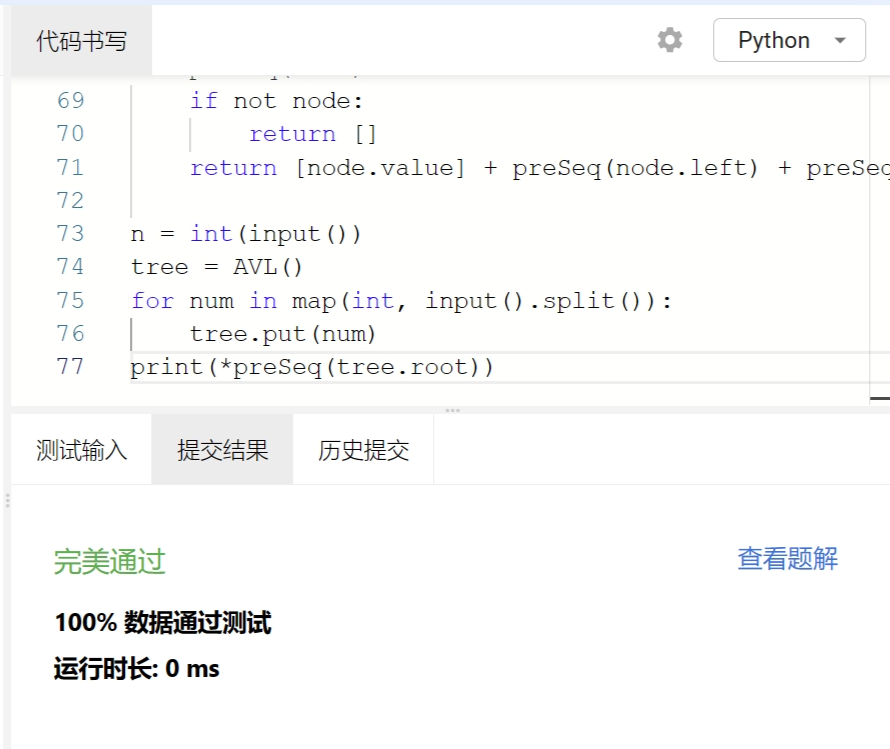 代码书写
Python
69 if not node:
70 return []
71 return [node.value] + preSeq(node.left) + preSeq
72
73 n = int(input())
74 tree = AVL()
75 for num in map(int, input().split()):
76 tree.put(num)
77 print(*preSeq(tree.root))
测试输入 提交结果 历史提交
完美通过 查看题解
100% 数据通过测试
运行时长: 0 ms